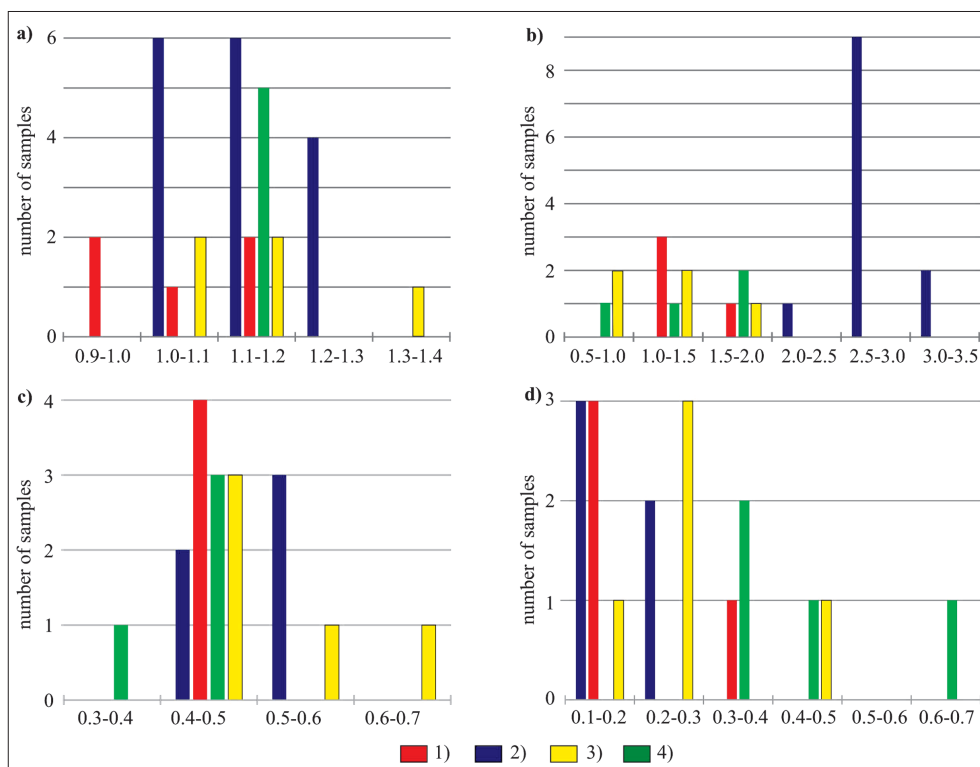 a)
number of samples
6
4
2
0
0.9-1.0 1.0-1.1 1.1-1.2 1.2-1.3 1.3-1.4
b)
number of samples
8
6
4
2
0
0.5-1.0 1.0-1.5 1.5-2.0 2.0-2.5 2.5-3.0 3.0-3.5
c)
number of samples
4
3
2
1
0
0.3-0.4 0.4-0.5 0.5-0.6 0.6-0.7
d)
number of samples
3
2
1
0
0.1-0.2 0.2-0.3 0.3-0.4 0.4-0.5 0.5-0.6 0.6-0.7
1) 2) 3) 4)